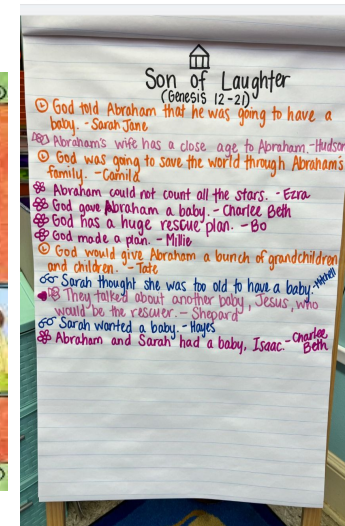 Son of Laughter
(Genesis 12-21)
God told Abraham that he was going to have a
baby. - Sarah Jane
Abraham's wife has a close age to Abraham. - Hudson
God was going to save the world through Abraham's
family. - Camila
Abraham could not count all the stars. - Ezra
God gave Abraham a baby. - Charlee Beth
God has a huge rescue plan. - Bo
God made a plan. - Millie
God would give Abraham a bunch of grandchildren
and children. - Tate
Sarah thought she was too old to have a baby. - Mitchell
They talked about another baby, Jesus, who
would be the rescuer. - Shepard
Sarah wanted a baby. - Hayes
Abraham and Sarah had a baby, Isaac. - Charlee
Beth